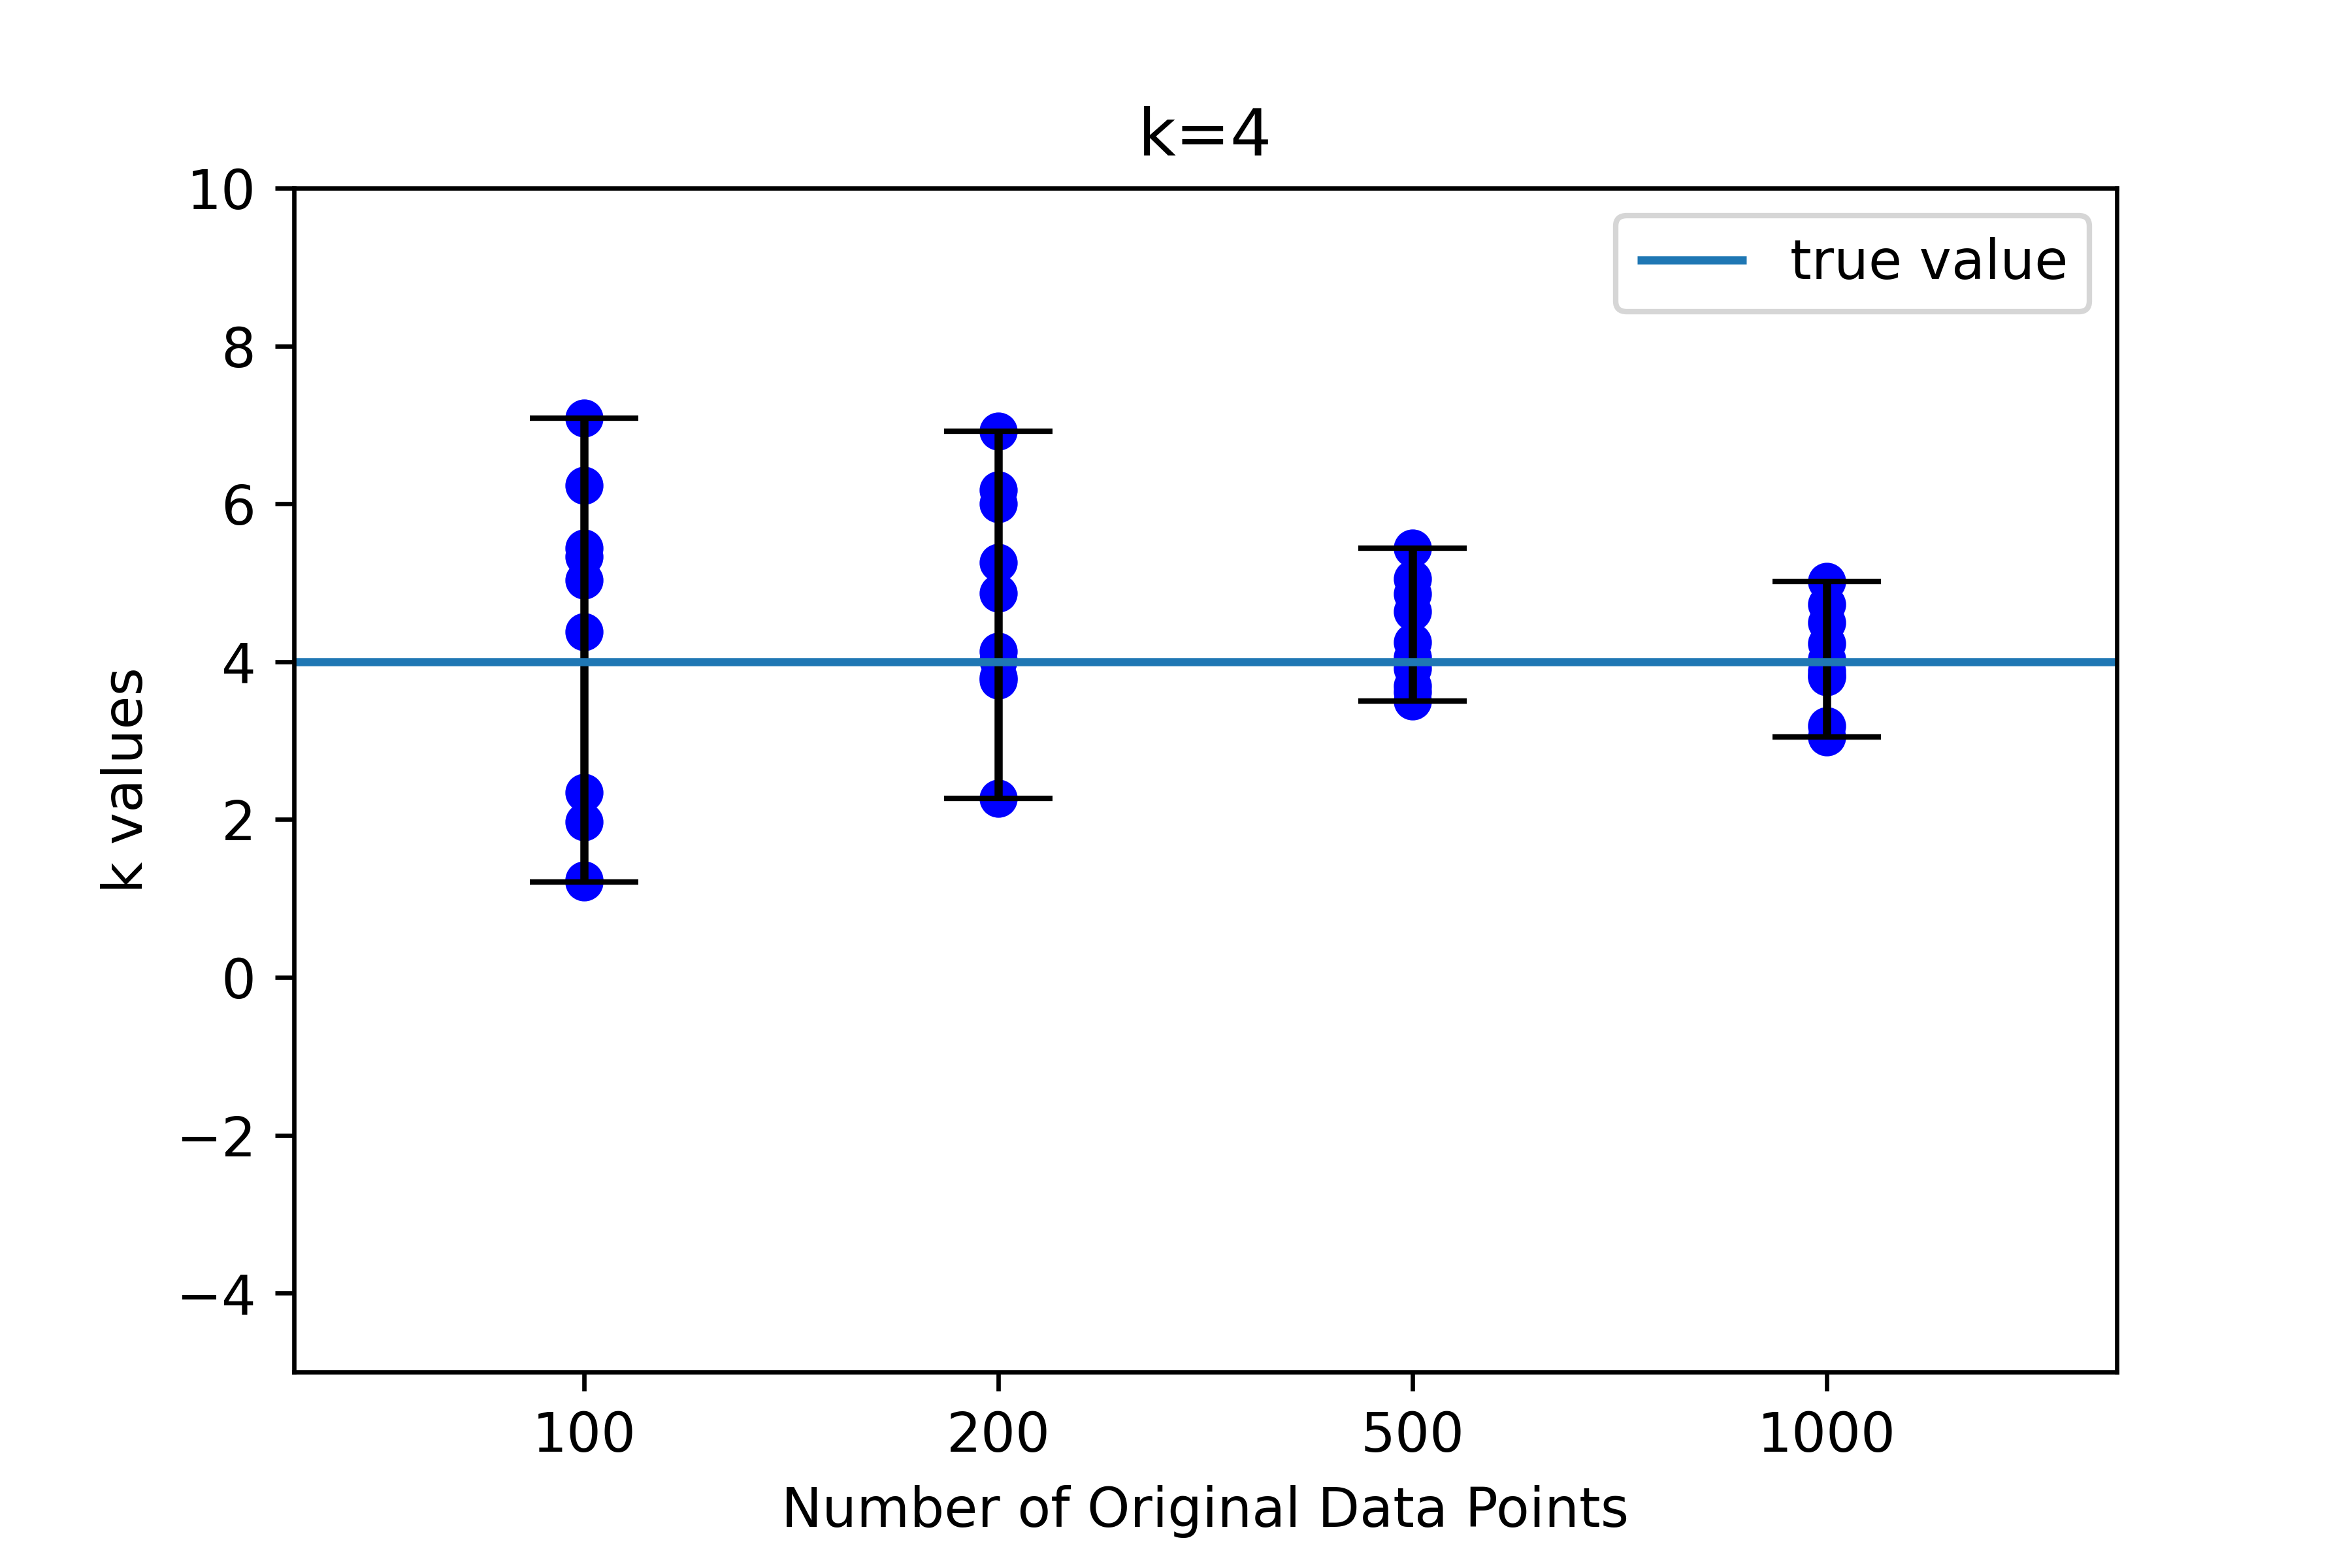 k=4
true value
10
8
6
4
2
0
−2
−4
k values
100 200 500 1000
Number of Original Data Points